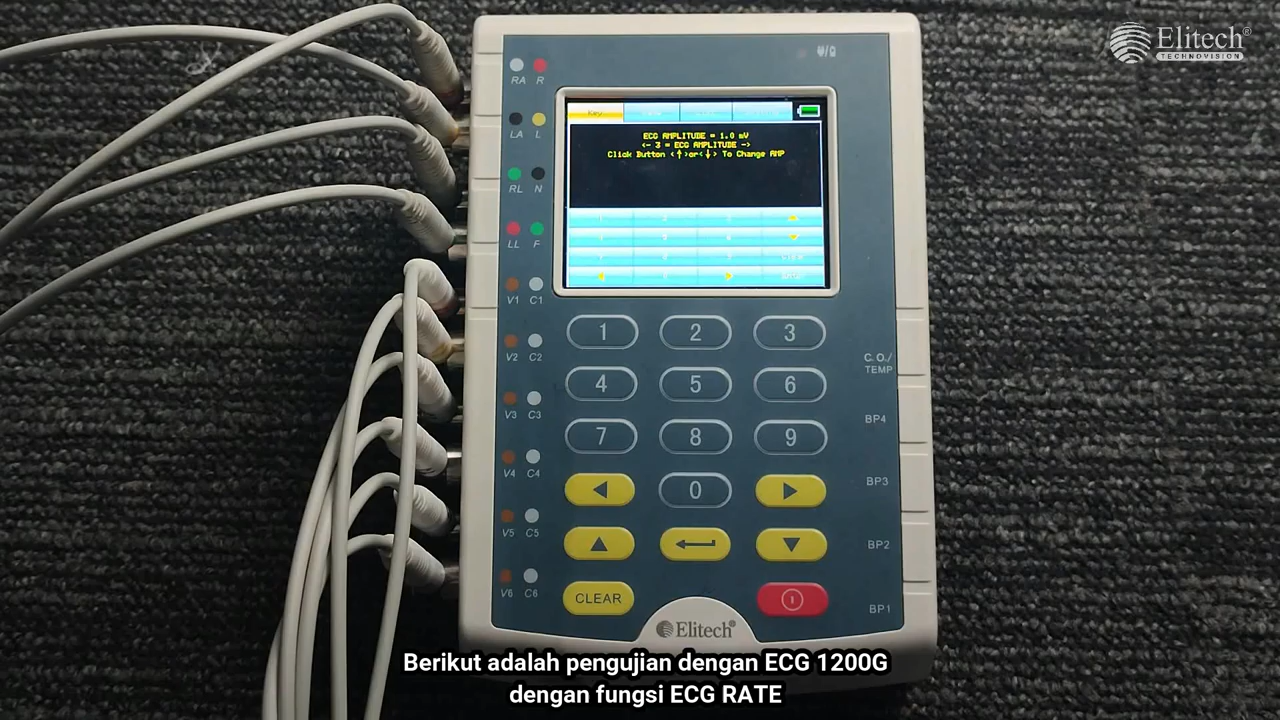 Elitech®
TECHNOVISION
RA R
LA L
RL N
LL F
V1 C1
V2 C2
V3 C3
V4 C4
V5 C5
V6 C6
Key
ECG AMPLITUDE = 1.0 mV
<- 3 = ECG AMPLITUDE ->
Click Button <↑>or<↓> To Change AMP
1 2 3
4 5 6
7 8 9
0
CLEAR
C.O./
TEMP
BP4
BP3
BP2
BP1
Elitech®
Berikut adalah pengujian dengan ECG 1200G
dengan fungsi ECG RATE